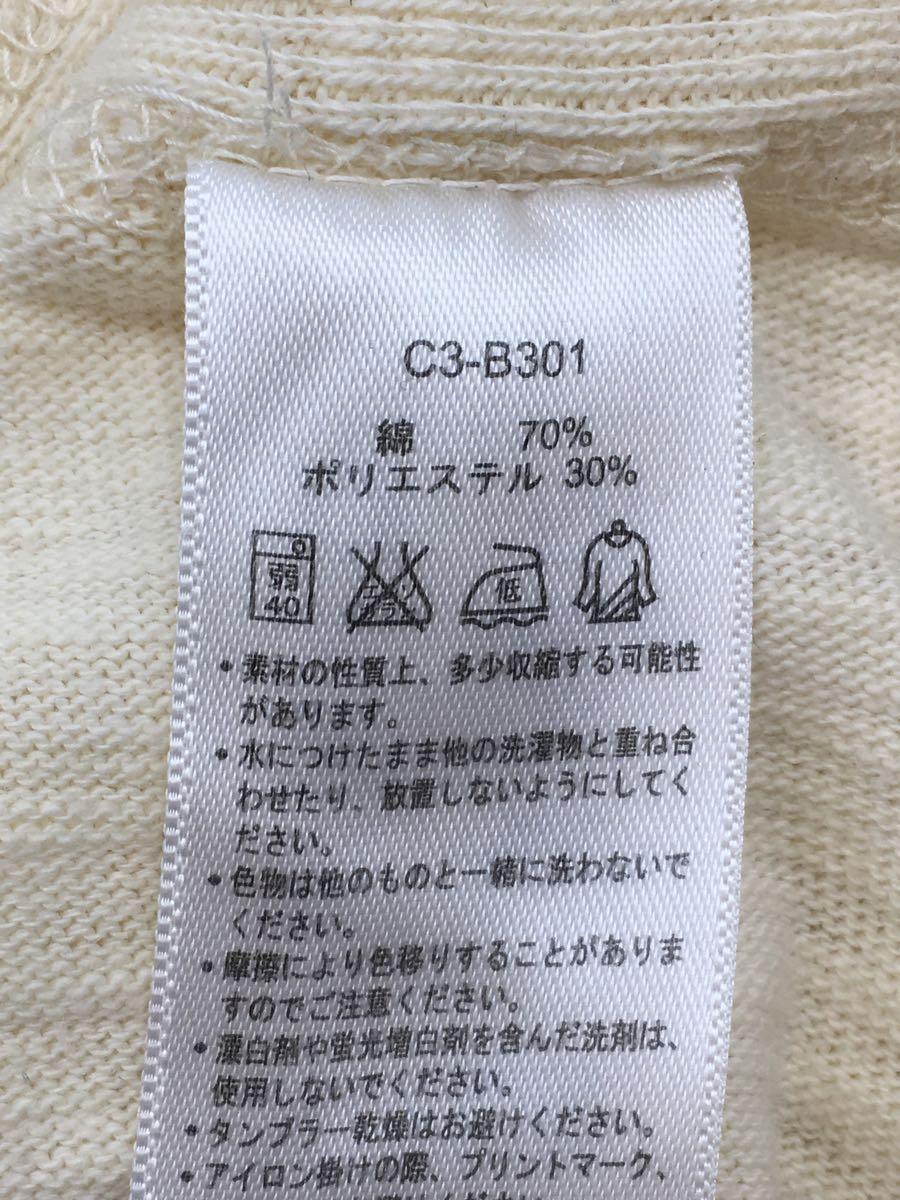 C3-B301
綿 70%
ポリエステル 30%
弱
40
低
・素材の性質上、多少収縮する可能性
があります。
・水につけたまま他の洗濯物と重ね合
わせたり、放置しないようにしてく
ださい。
・色物は他のものと一緒に洗わないで
ください。
・摩擦により色移りすることがありま
すのでご注意ください。
・漂白剤や蛍光増白剤を含んだ洗剤は、
使用しないでください。
・タンブラー乾燥はお避けください。
・アイロン掛けの際、プリントマーク、
ください